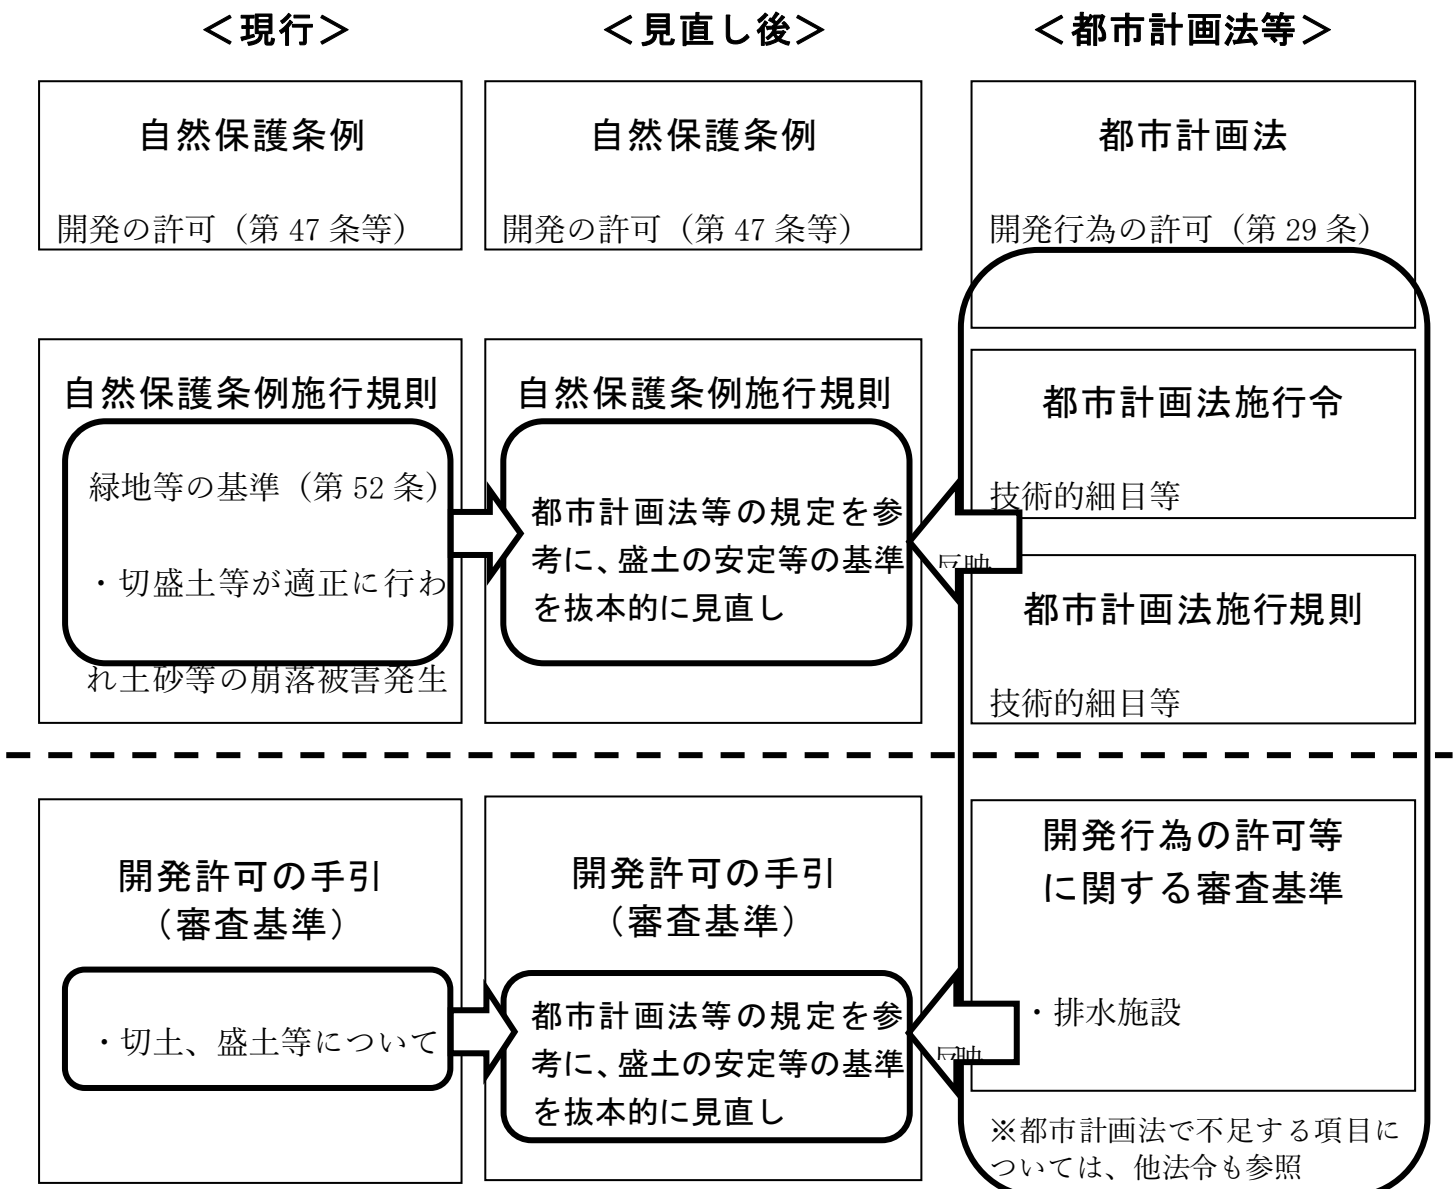 ＜現行＞
＜見直し後＞
＜都市計画法等＞
自然保護条例
開発の許可（第 47 条等）
自然保護条例
開発の許可（第 47 条等）
都市計画法
開発行為の許可（第 29 条）
自然保護条例施行規則
緑地等の基準（第 52 条）
・切盛土等が適正に行わ
れ土砂等の崩落被害発生
自然保護条例施行規則
都市計画法等の規定を参
考に、盛土の安定等の基準
を抜本的に見直し
都市計画法施行令
技術的細目等
反映
都市計画法施行規則
技術的細目等
開発許可の手引
（審査基準）
・切土、盛土等について
開発許可の手引
（審査基準）
都市計画法等の規定を参
考に、盛土の安定等の基準
を抜本的に見直し
開発行為の許可等
に関する審査基準
・排水施設
反映
※都市計画法で不足する項目に
ついては、他法令も参照